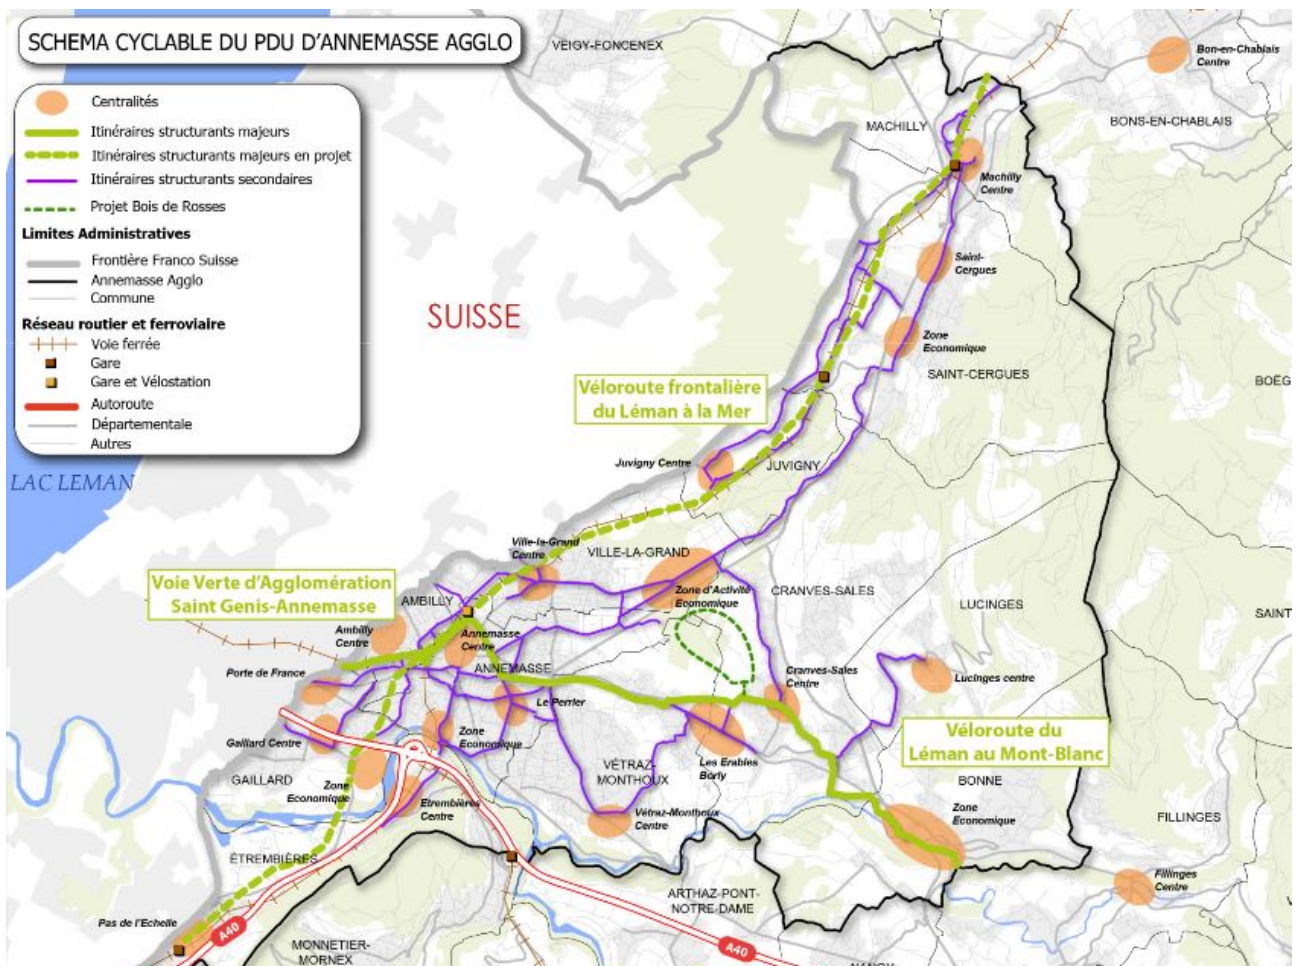 SCHEMA CYCLABLE DU PDU D'ANNEMASSE AGGLO
Centralités
Itinéraires structurants majeurs
Itinéraires structurants majeurs en projet
Itinéraires structurants secondaires
Projet Bois de Rosses
Limites Administratives
Frontière Franco Suisse
Annemasse Agglo
Commune
Réseau routier et ferroviaire
Voie ferrée
Gare
Gare et Vélostation
Autoroute
Départementale
Autres
LAC LEMAN
VEIGY-FONCENEX
Bon-en-Chablais
Centre
MACHILLY
BONS-EN-CHABLAIS
Machilly
Centre
Saint-
Cergues
SUISSE
Zone
Economique
SAINT-CERGUES
BOËG
Véloroute frontalière
du Léman à la Mer
Juvigny Centre
JUVIGNY
Ville-la-Grand
Centre
VILLE-LA-GRAND
Voie Verte d'Agglomération
Saint Genis-Annemasse
AMBILLY
Zone d'Activité
Economique
CRANVES-SALES
LUCINGES
SAINT
Ambilly
Centre
Annemasse
Centre
ANNEMASSE
Porte de France
Cranves-Sales
Centre
Lucinges centre
Le Perrier
Gaillard Centre
Zone
Economique
Véloroute du
Léman au Mont-Blanc
Les Erables
Borly
VÉTRAZ-
MONTHOUX
GAILLARD
Zone
Economique
BONNE
Etrembières
Centre
Vétraz-Monthoux
Centre
Zone
Economique
FILLINGES
ÉTREMBIÈRES
Fillinges
Centre
ARTHAZ-PONT-
NOTRE-DAME
Pas de l'Echelle
A40
A40
MONNETIER-
MORNEX
NANGY